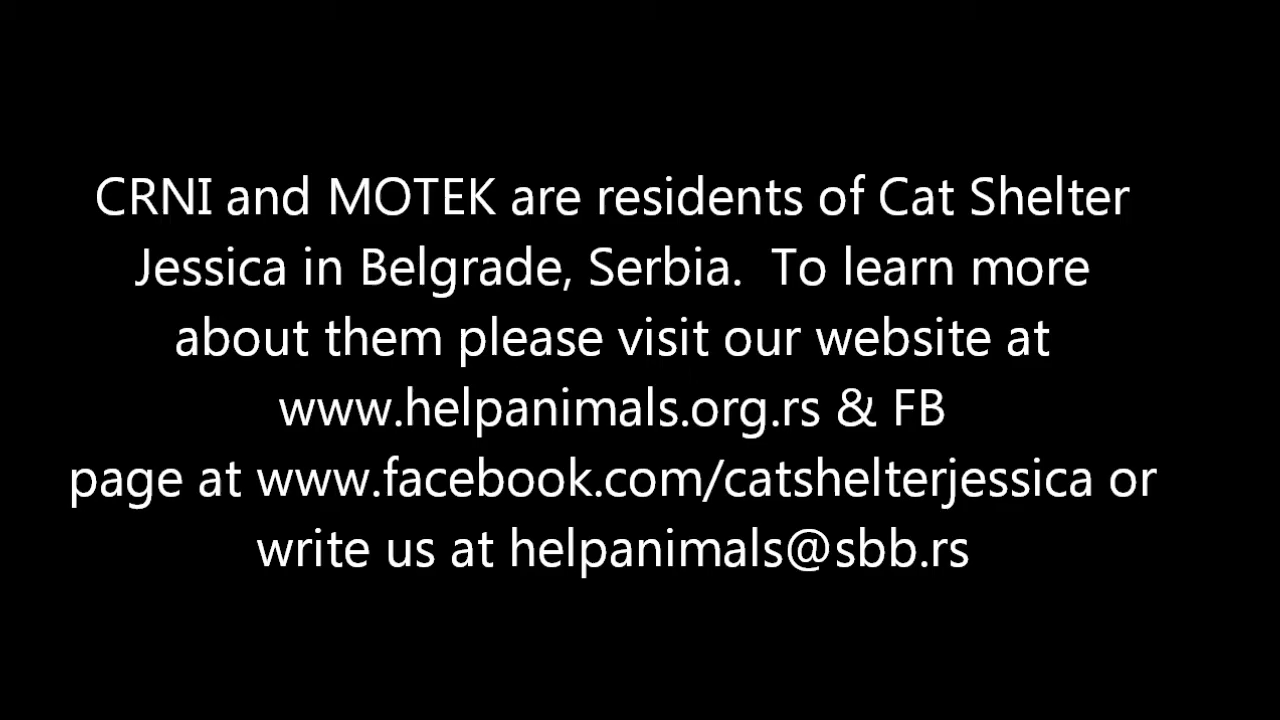 CRNI and MOTEK are residents of Cat Shelter
Jessica in Belgrade, Serbia.  To learn more
about them please visit our website at
www.helpanimals.org.rs & FB
page at www.facebook.com/catshelterjessica or
write us at helpanimals@sbb.rs